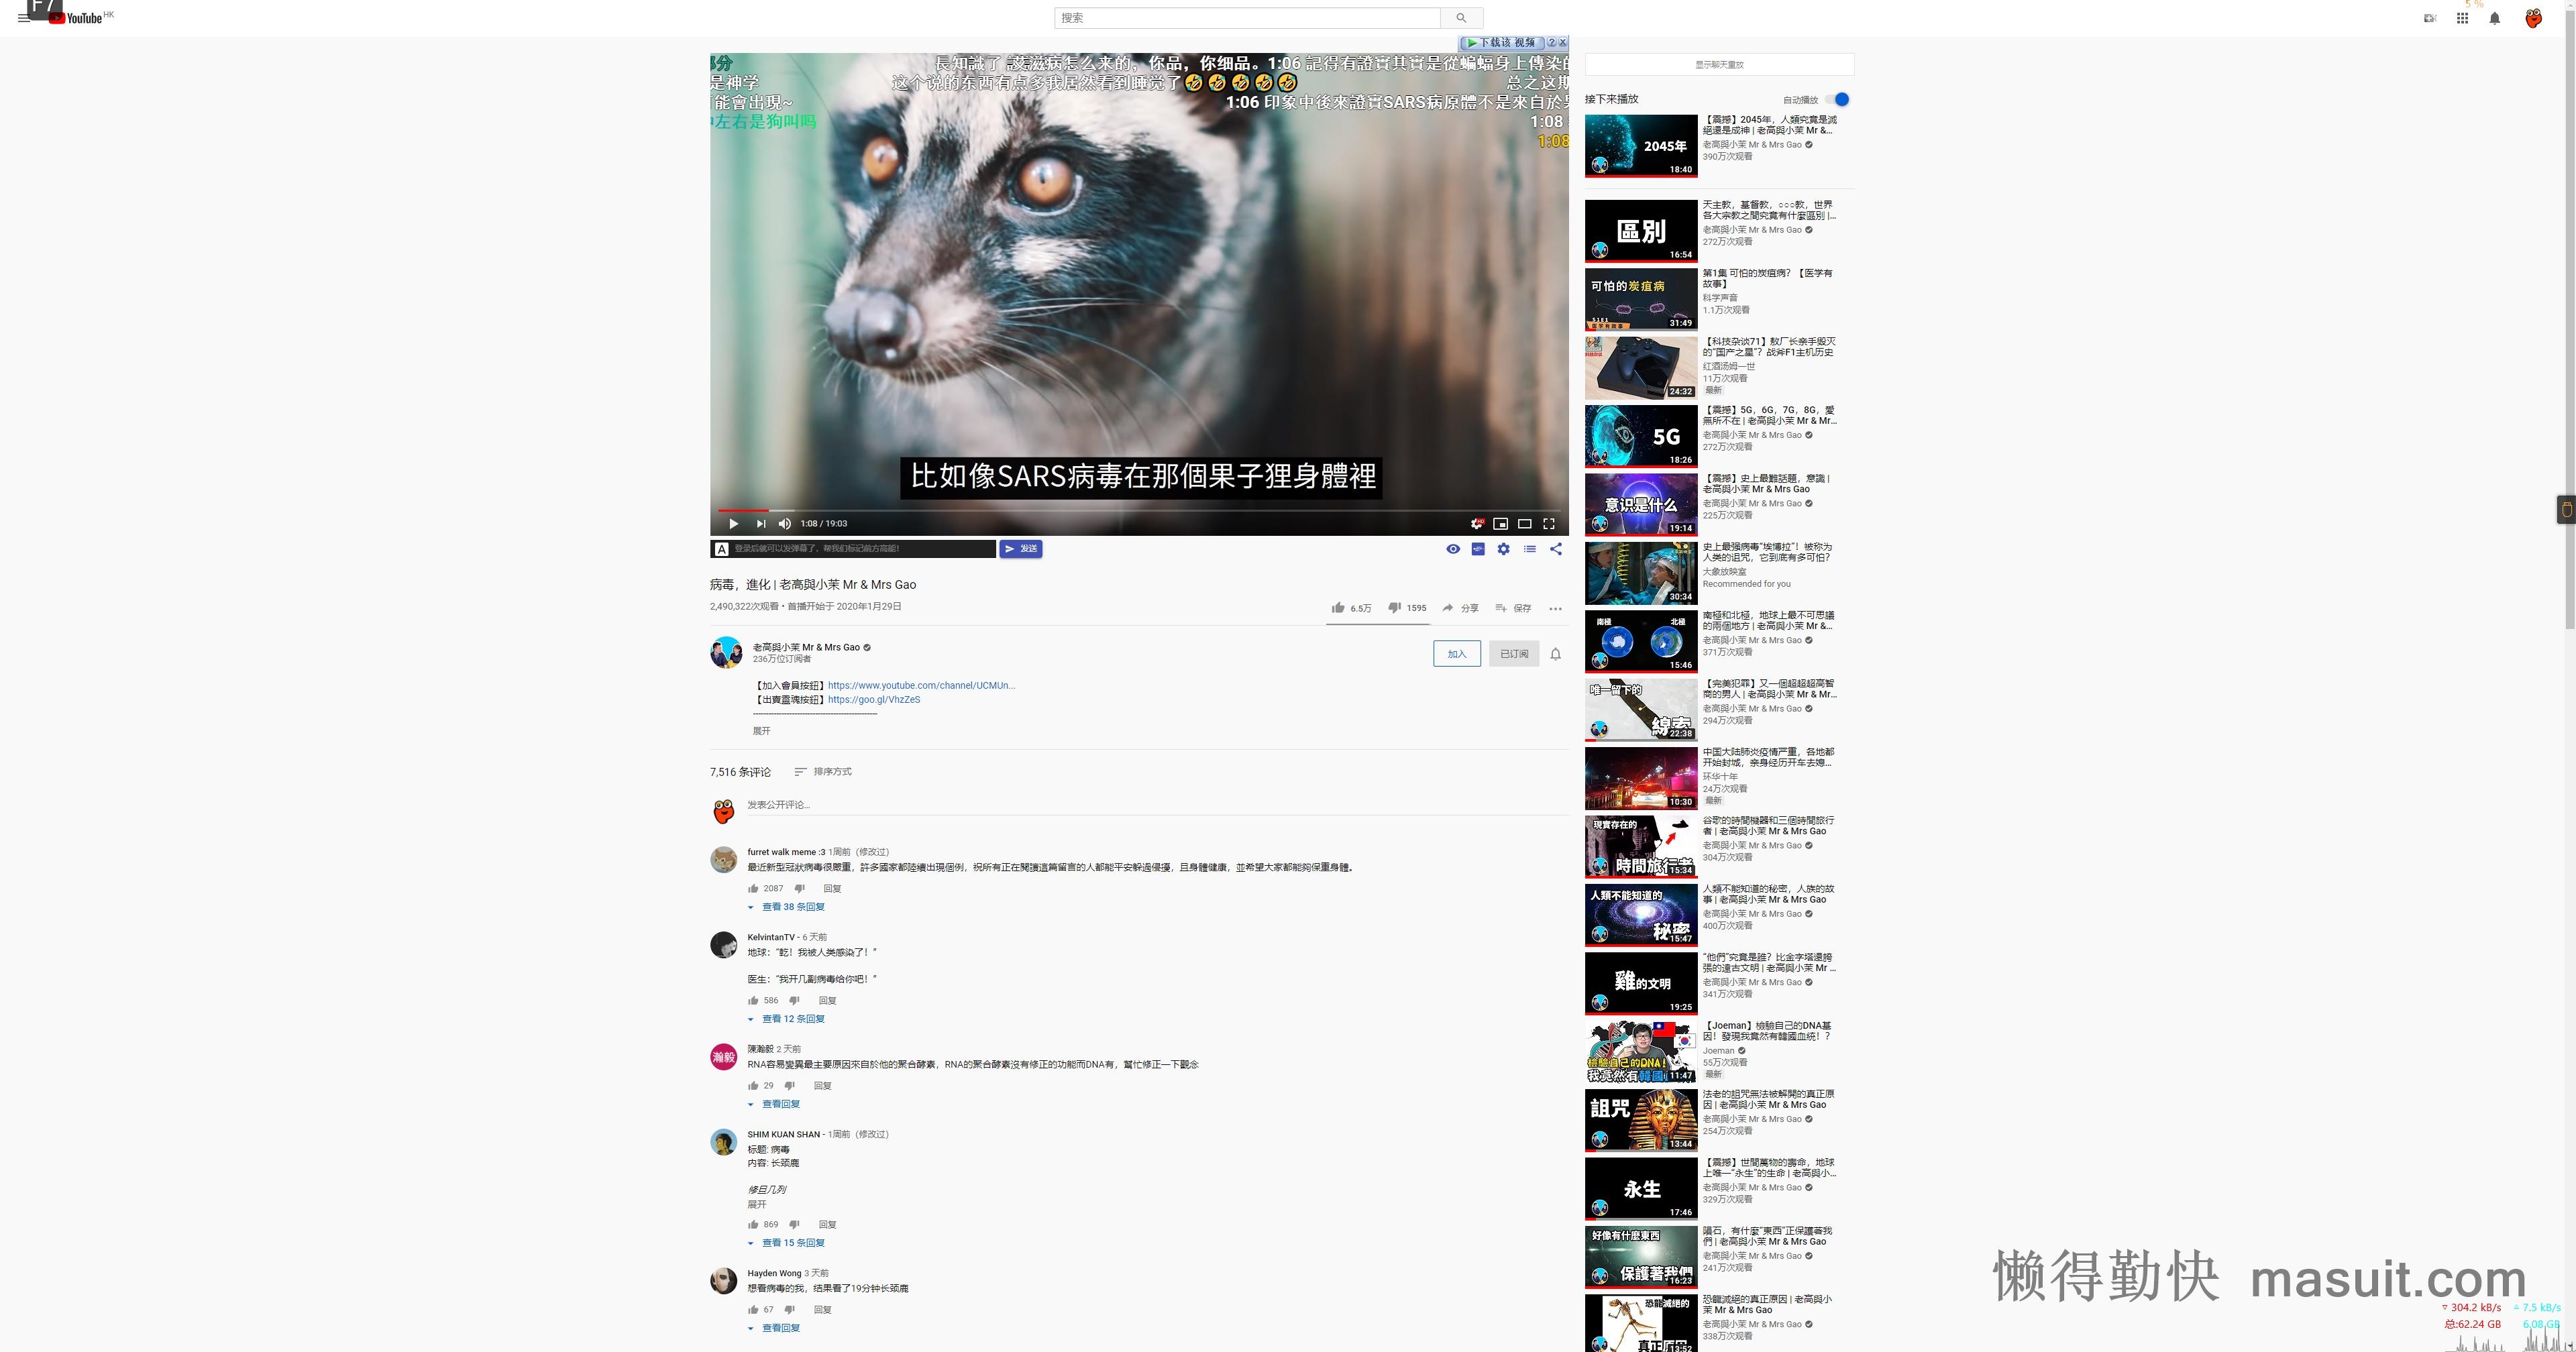 F7
YouTube HK
搜索
5 %
下载该 视频
部分
長知識了
1:06 記得有證實其實是從蝙蝠身上傳染的
是神学
这个说的东西有点多我居然看到睡觉了🤣🤣🤣🤣🤣
总之这期
能會出現~
1:06 印象中後來證實SARS病原體不是來自於果
中左右是狗叫吗
1:08
1:08
比如像SARS病毒在那個果子狸身體裡
1:08 / 19:03
登录后就可以发弹幕了，帮我们标记前方高能！
发送
病毒，進化 | 老高與小茉 Mr & Mrs Gao
2,490,322次观看 • 首播开始于 2020年1月29日
6.5万
1595
分享
保存
老高與小茉 Mr & Mrs Gao
236万位订阅者
加入
已订阅
【加入會員按鈕】https://www.youtube.com/channel/UCMUn...
【出賣靈魂按鈕】https://goo.gl/VhzZeS
展开
7,516 条评论
排序方式
发表公开评论...
furret walk meme :3 1周前（修改过）
最近新型冠狀病毒很嚴重，許多國家都陸續出現個例，祝所有正在閱讀這篇留言的人都能平安躲過侵擾，且身體健康，並希望大家都能夠保重身體。
2087
回复
查看 38 条回复
KelvintanTV - 6 天前
地球：“乾！我被人类感染了！”
医生：“我开几副病毒给你吧！”
586
回复
查看 12 条回复
瀚毅
陳瀚毅 2 天前
RNA容易變異最主要原因來自於他的聚合酵素，RNA的聚合酵素沒有修正的功能而DNA有，幫忙修正一下觀念
29
回复
查看回复
SHIM KUAN SHAN - 1周前（修改过）
标题: 病毒
内容: 长颈鹿
展开
869
回复
查看 15 条回复
Hayden Wong 3 天前
想看病毒的我，结果看了19分钟长颈鹿
67
回复
查看回复
显示聊天重放
接下来播放
自动播放
2045年
18:40
【震撼】2045年，人類究竟是滅
絕還是成神 | 老高與小茉 Mr &...
老高與小茉 Mr & Mrs Gao
390万次观看
區別
16:54
天主教，基督教，○○○教，世界
各大宗教之間究竟有什麼區別 |...
老高與小茉 Mr & Mrs Gao
272万次观看
可怕的炭疽病
31:49
第1集 可怕的炭疽病？【医学有
故事】
科学声音
1.1万次观看
24:32
【科技杂谈71】敖厂长亲手毁灭
的“国产之星”？战斧F1主机历史
红酒汤姆一世
11万次观看
最新
5G
18:26
【震撼】5G，6G，7G，8G，愛
無所不在 | 老高與小茉 Mr & Mr...
老高與小茉 Mr & Mrs Gao
272万次观看
意识是什么
19:14
【震撼】史上最難話題，意識 |
老高與小茉 Mr & Mrs Gao
老高與小茉 Mr & Mrs Gao
225万次观看
30:34
史上最强病毒“埃博拉”！被称为
人类的诅咒，它到底有多可怕？
大象放映室
Recommended for you
南極
北極
15:46
南極和北極，地球上最不可思議
的兩個地方 | 老高與小茉 Mr &...
老高與小茉 Mr & Mrs Gao
371万次观看
唯一留下的
線索
22:38
【完美犯罪】又一個超超超高智
商的男人 | 老高與小茉 Mr & Mr...
老高與小茉 Mr & Mrs Gao
294万次观看
10:30
中国大陆肺炎疫情严重，各地都
开始封城，亲身经历开车去媳...
环华十年
24万次观看
最新
現實存在的
時間旅行者
15:34
谷歌的時間機器和三個時間旅行
者 | 老高與小茉 Mr & Mrs Gao
老高與小茉 Mr & Mrs Gao
304万次观看
人類不能知道的
秘密
15:47
人類不能知道的秘密，人族的故
事 | 老高與小茉 Mr & Mrs Gao
老高與小茉 Mr & Mrs Gao
400万次观看
雞的文明
19:25
“他們”究竟是誰？比金字塔還誇
張的遠古文明 | 老高與小茉 Mr ...
老高與小茉 Mr & Mrs Gao
341万次观看
檢驗自己的DNA！
我竟然有韓國
11:47
【Joeman】檢驗自己的DNA基
因！發現我竟然有韓國血統！？
Joeman
55万次观看
最新
詛咒
13:44
法老的詛咒無法被解開的真正原
因 | 老高與小茉 Mr & Mrs Gao
老高與小茉 Mr & Mrs Gao
254万次观看
永生
17:46
【震撼】世間萬物的壽命，地球
上唯一“永生”的生命 | 老高與小...
老高與小茉 Mr & Mrs Gao
329万次观看
好像有什麼東西
保護著我們
16:23
隕石，有什麼“東西”正保護著我
們 | 老高與小茉 Mr & Mrs Gao
老高與小茉 Mr & Mrs Gao
241万次观看
恐龍滅絕的
真正原因
13:52
恐龍滅絕的真正原因 | 老高與小
茉 Mr & Mrs Gao
老高與小茉 Mr & Mrs Gao
338万次观看
懒得勤快 masuit.com
304.2 kB/s
7.5 kB/s
总:62.24 GB
6.08 GB